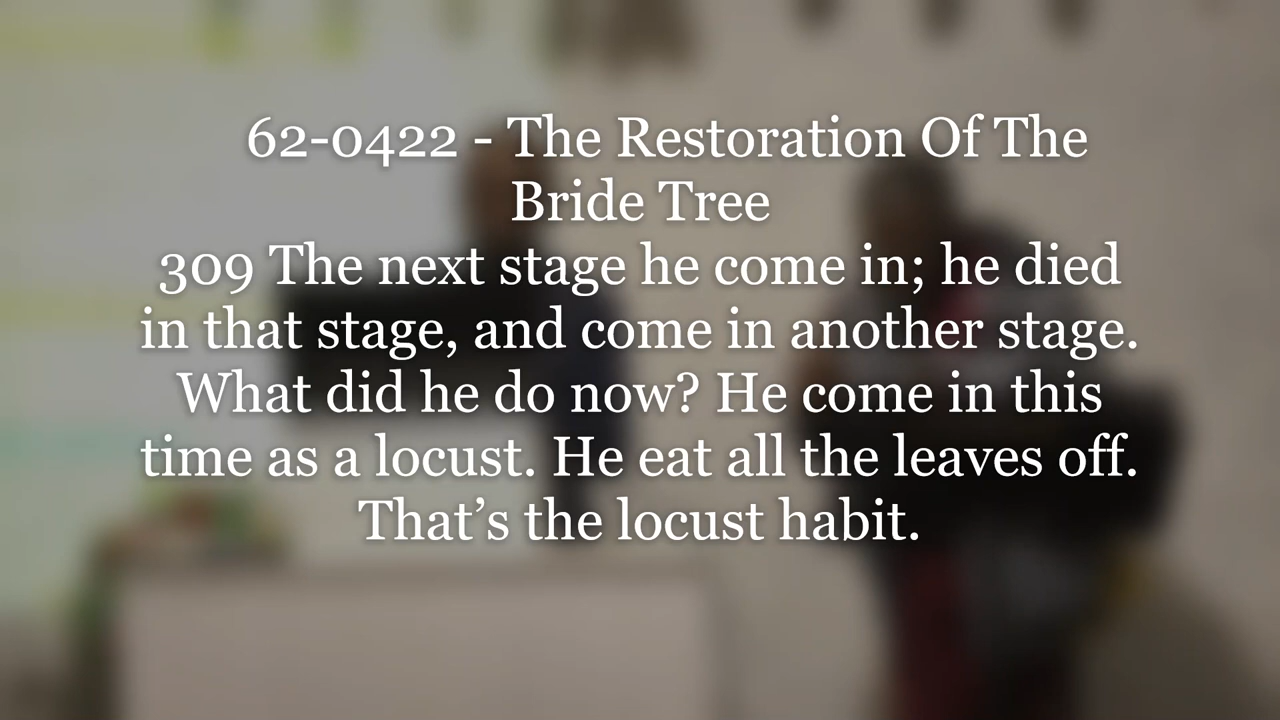 62-0422 - The Restoration Of The
Bride Tree
309 The next stage he come in; he died
in that stage, and come in another stage.
What did he do now? He come in this
time as a locust. He eat all the leaves off.
That’s the locust habit.